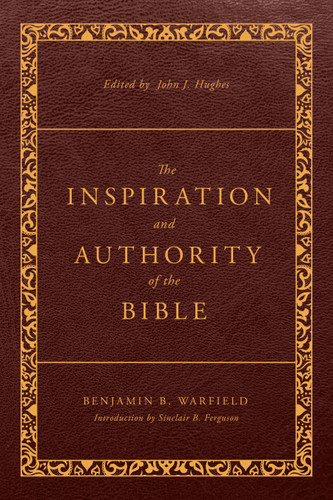 Edited by John J. Hughes
The
INSPIRATION
and
AUTHORITY
of the
BIBLE
BENJAMIN B. WARFIELD
Introduction by Sinclair B. Ferguson